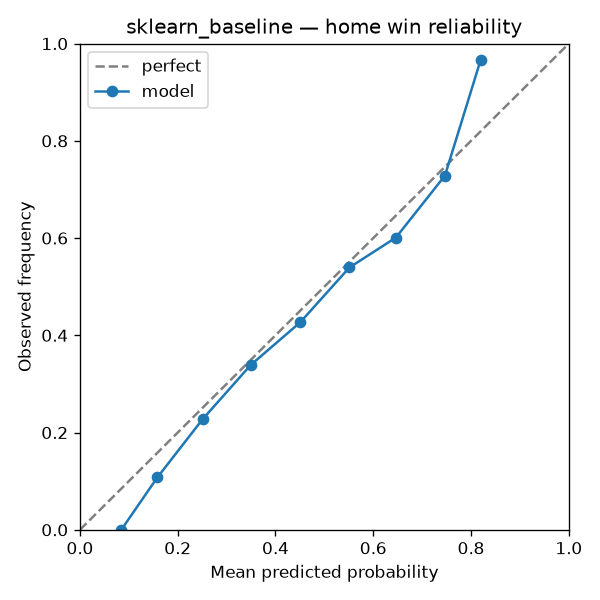 sklearn_baseline — home win reliability
perfect
model
1.0
0.8
0.6
0.4
0.2
0.0
Observed frequency
0.0 0.2 0.4 0.6 0.8 1.0
Mean predicted probability